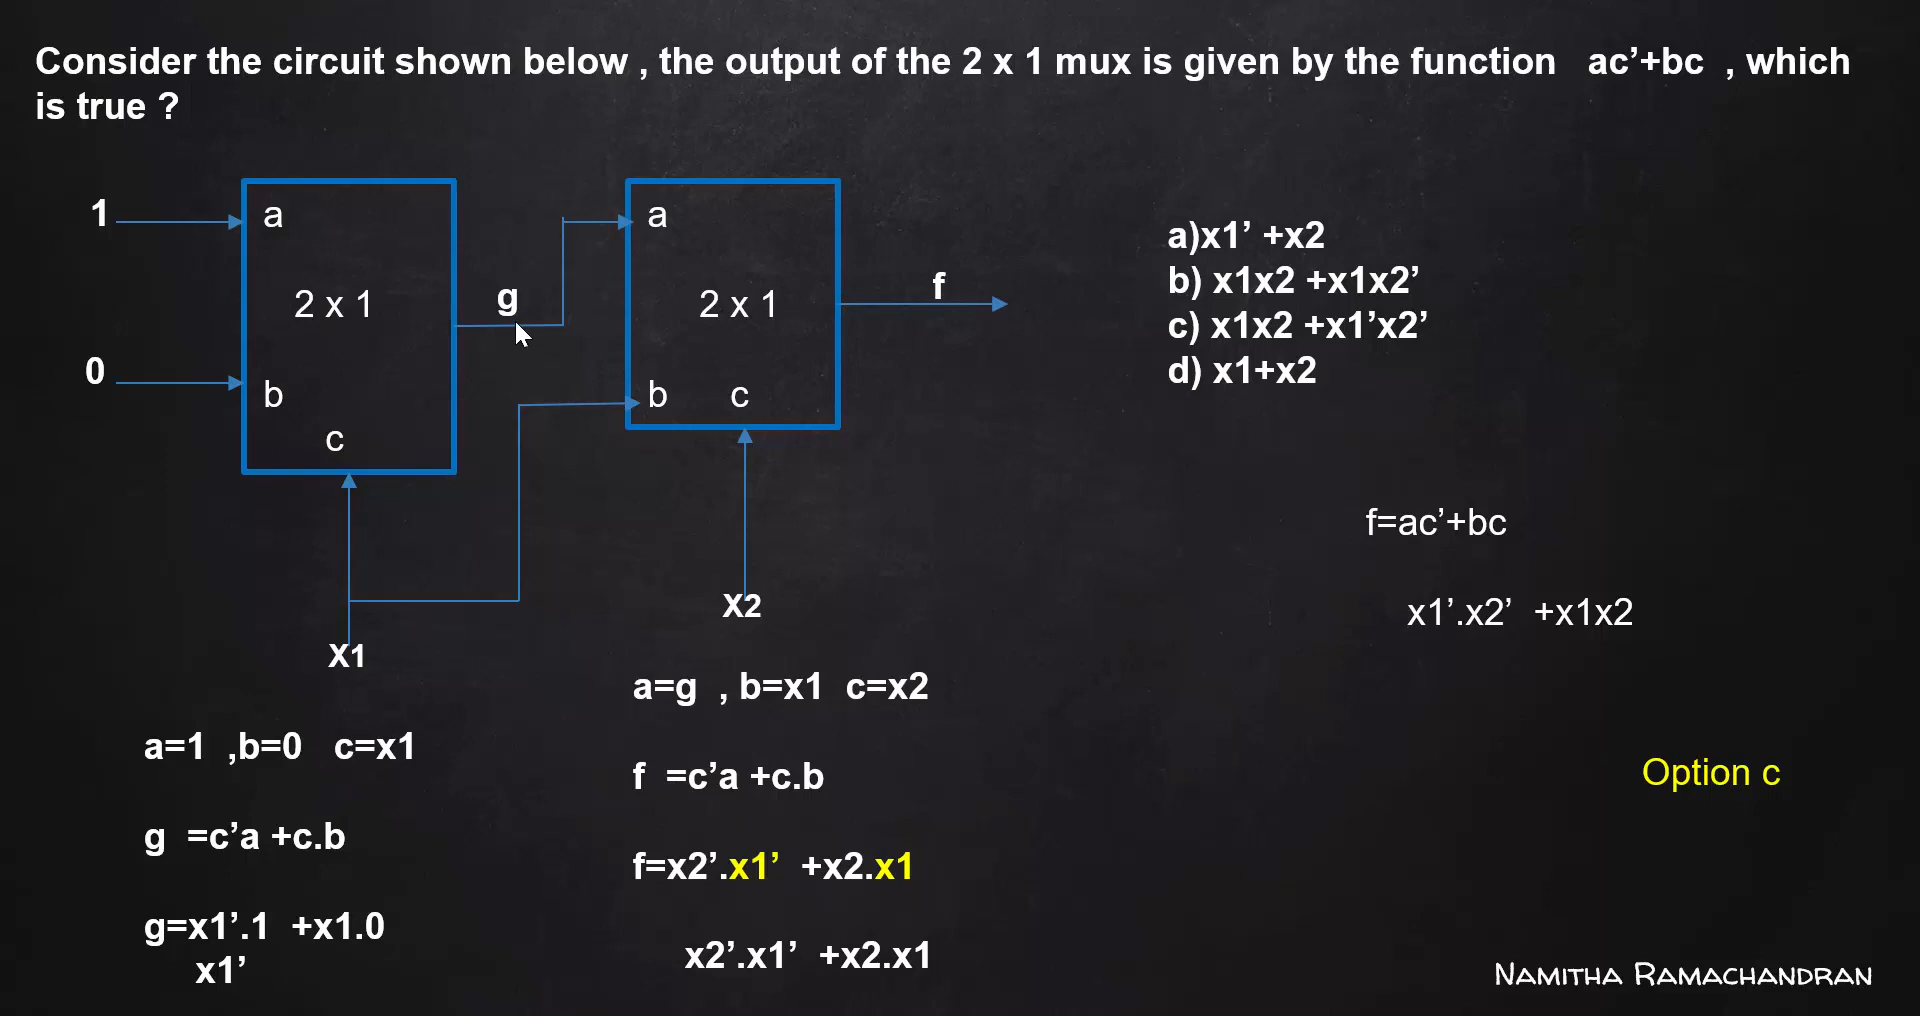 Consider the circuit shown below , the output of the 2 x 1 mux is given by the function ac’+bc , which
is true ?
1
a
2 x 1
0
b
c
g
a
2 x 1
b
c
f
X1
X2
a)x1’ +x2
b) x1x2 +x1x2’
c) x1x2 +x1’x2’
d) x1+x2
f=ac’+bc
x1’.x2’ +x1x2
Option c
a=1 ,b=0 c=x1
g =c’a +c.b
g=x1’.1 +x1.0
x1’
a=g , b=x1 c=x2
f =c’a +c.b
f=x2’.x1’ +x2.x1
x2’.x1’ +x2.x1
Namitha Ramachandran